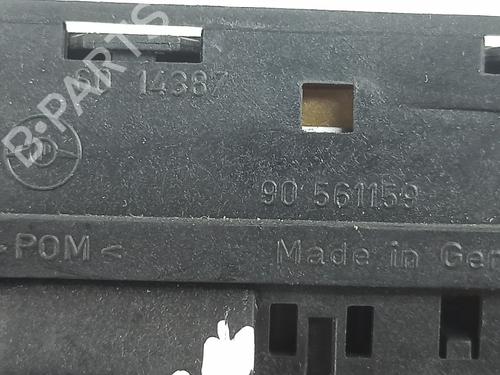 14387
B-PARTS
90 561159
>POM<
Made in Ger